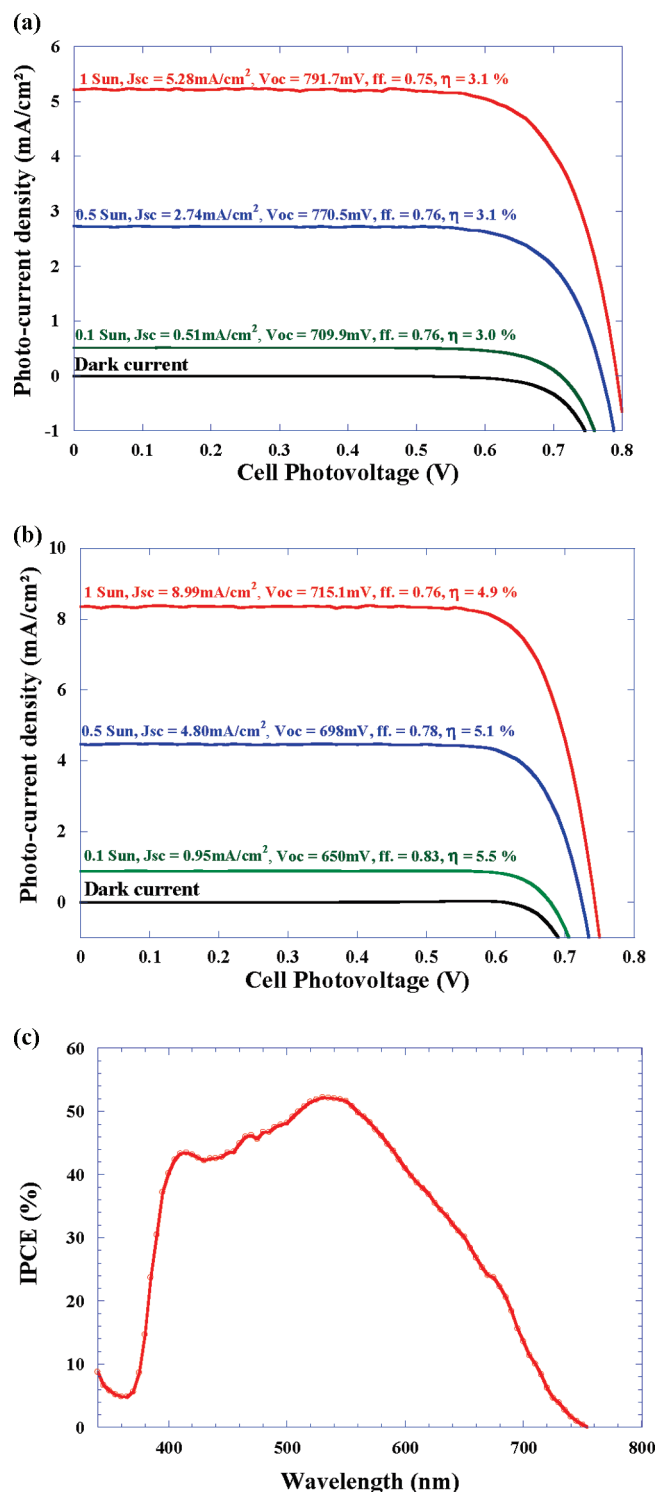 (a)
6
5
4
3
2
1
0
-1
Photo-current density (mA/cm²)
1 Sun, Jsc = 5.28mA/cm², Voc = 791.7mV, ff. = 0.75, η = 3.1 %
0.5 Sun, Jsc = 2.74mA/cm², Voc = 770.5mV, ff. = 0.76, η = 3.1 %
0.1 Sun, Jsc = 0.51mA/cm², Voc = 709.9mV, ff. = 0.76, η = 3.0 %
Dark current
0 0.1 0.2 0.3 0.4 0.5 0.6 0.7 0.8
Cell Photovoltage (V)
(b)
10
8
6
4
2
0
Photo-current density (mA/cm²)
1 Sun, Jsc = 8.99mA/cm², Voc = 715.1mV, ff. = 0.76, η = 4.9 %
0.5 Sun, Jsc = 4.80mA/cm², Voc = 698mV, ff. = 0.78, η = 5.1 %
0.1 Sun, Jsc = 0.95mA/cm², Voc = 650mV, ff. = 0.83, η = 5.5 %
Dark current
0 0.1 0.2 0.3 0.4 0.5 0.6 0.7 0.8
Cell Photovoltage (V)
(c)
60
50
40
30
20
10
0
IPCE (%)
400 500 600 700 800
Wavelength (nm)